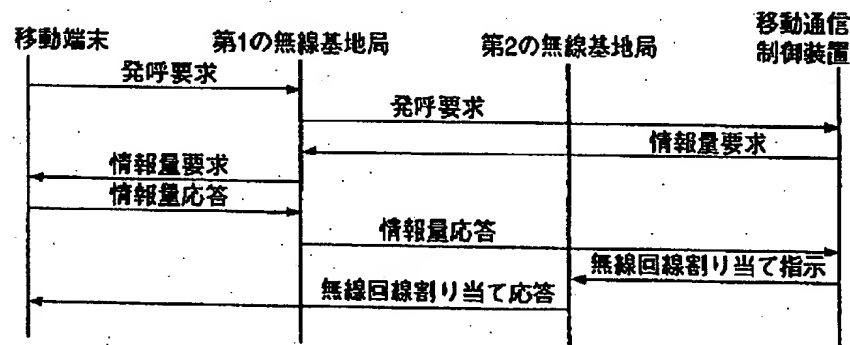 移動端末
第1の無線基地局
第2の無線基地局
移動通信
制御装置
発呼要求
発呼要求
情報量要求
情報量要求
情報量応答
情報量応答
無線回線割り当て指示
無線回線割り当て応答